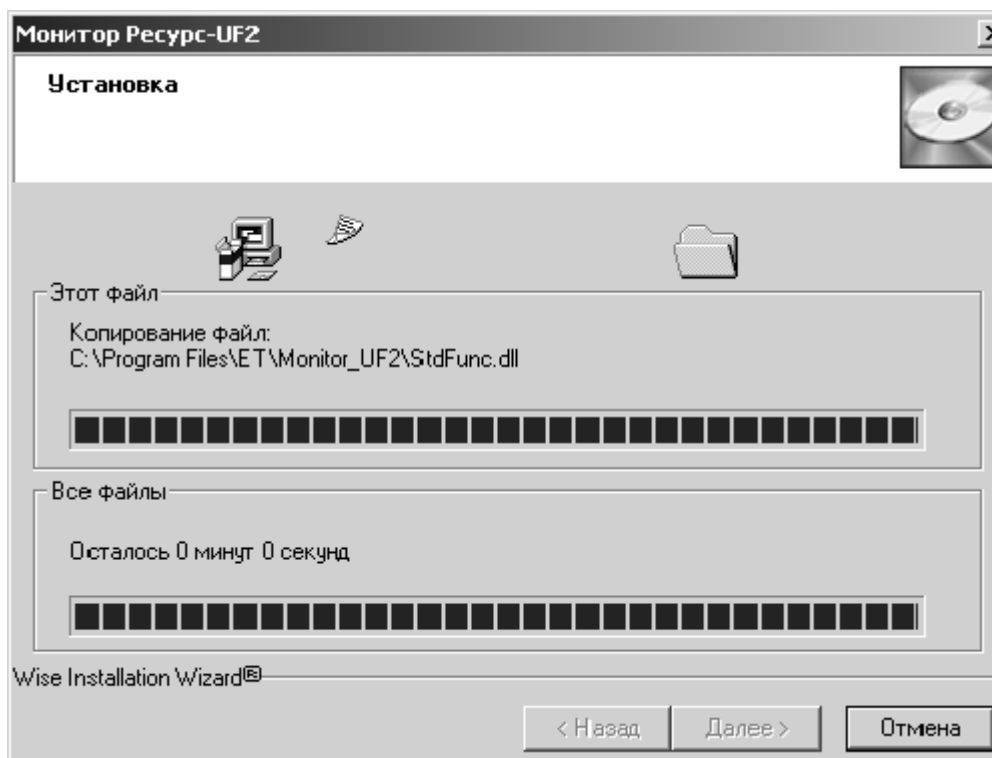 Монитор Ресурс-UF2
Установка
Этот файл
Копирование файл:
C:\Program Files\ET\Monitor_UF2\StdFunc.dll
Все файлы
Осталось 0 минут 0 секунд
Wise Installation Wizard®
< Назад
Далее >
Отмена